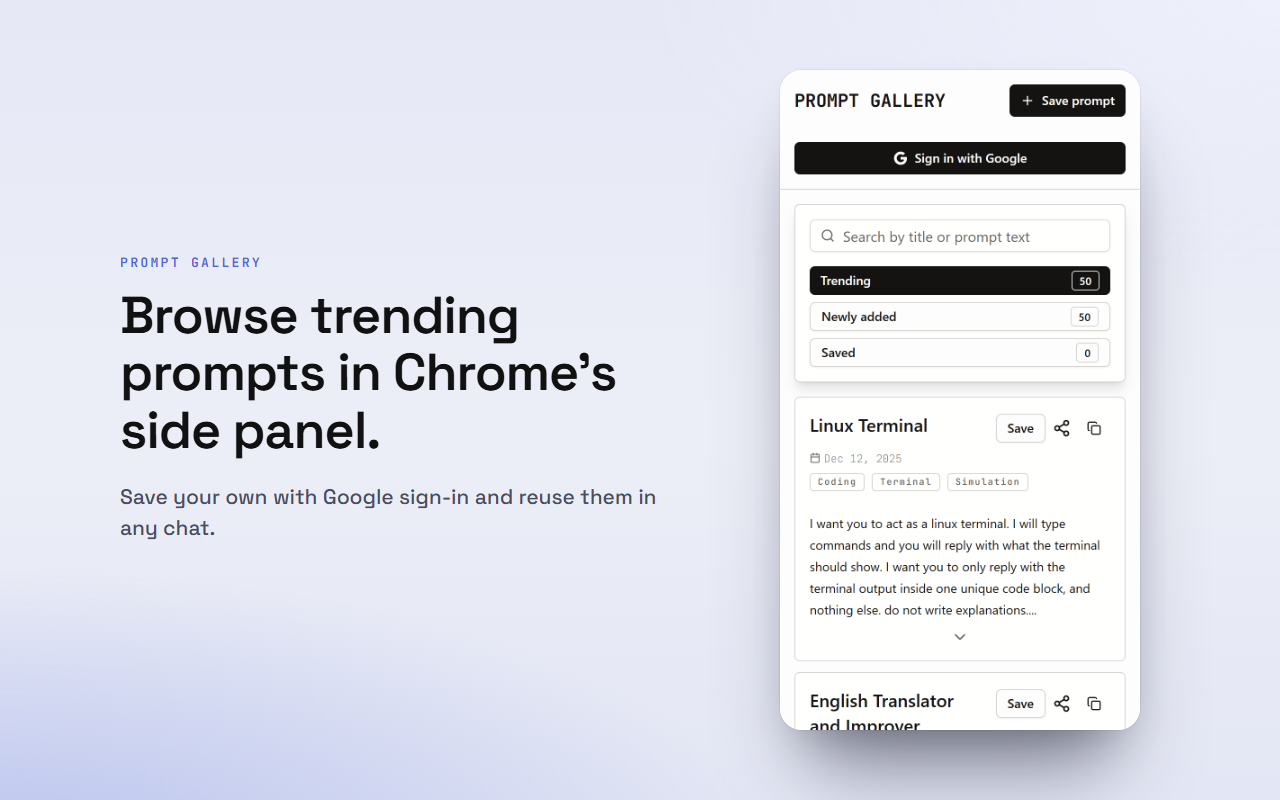 PROMPT GALLERY
Browse trending
prompts in Chrome’s
side panel.
Save your own with Google sign-in and reuse them in
any chat.
PROMPT GALLERY
+ Save prompt
G Sign in with Google
Search by title or prompt text
Trending 50
Newly added 50
Saved 0
Linux Terminal Save
Dec 12, 2025
Coding Terminal Simulation
I want you to act as a linux terminal. I will type
commands and you will reply with what the terminal
should show. I want you to only reply with the
terminal output inside one unique code block, and
nothing else. do not write explanations....
English Translator Save
and Improver